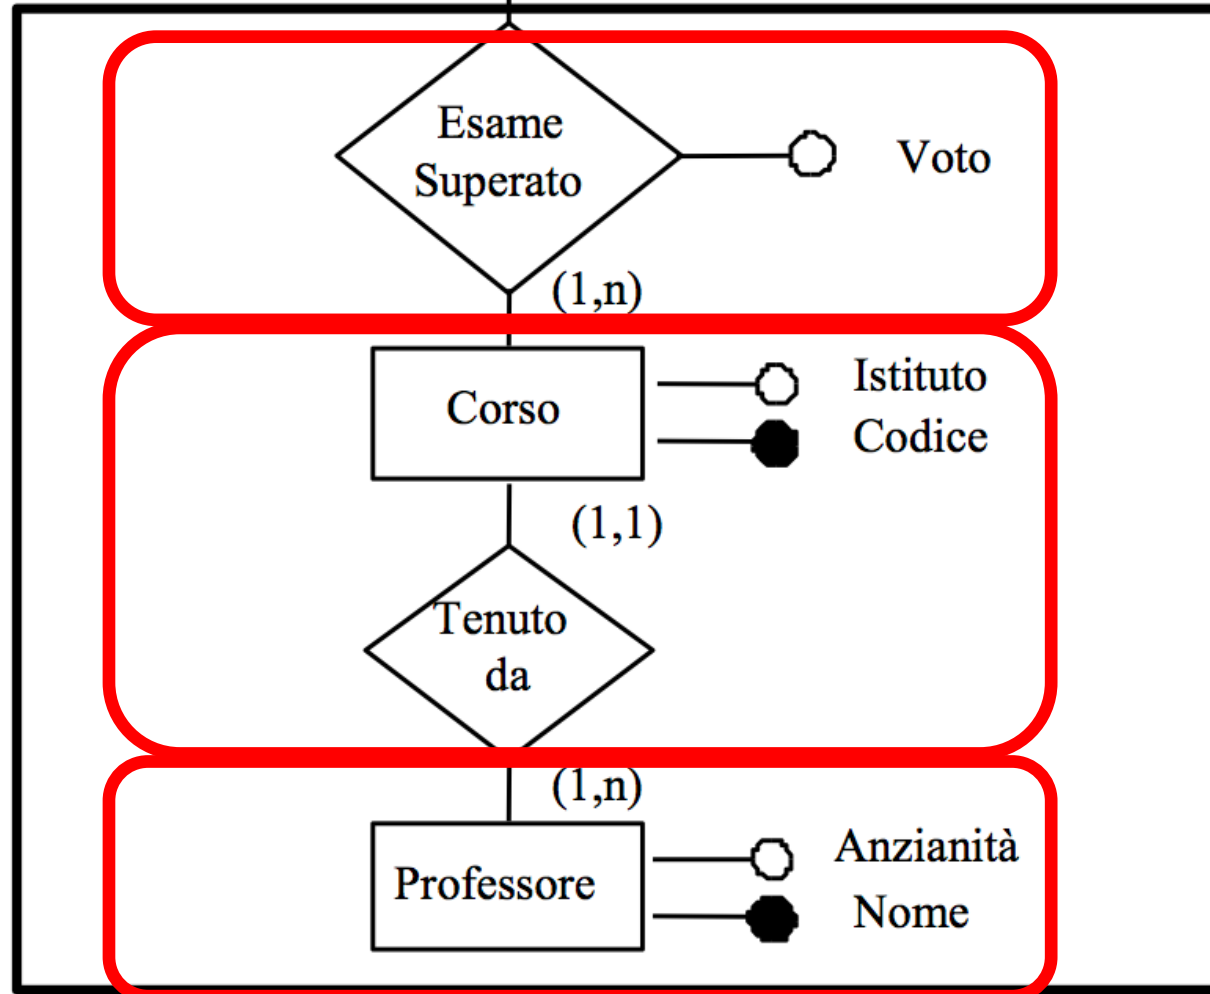 Esame
Superato
Voto
(1,n)
Corso
Istituto
Codice
(1,1)
Tenuto
da
(1,n)
Professore
Anzianità
Nome